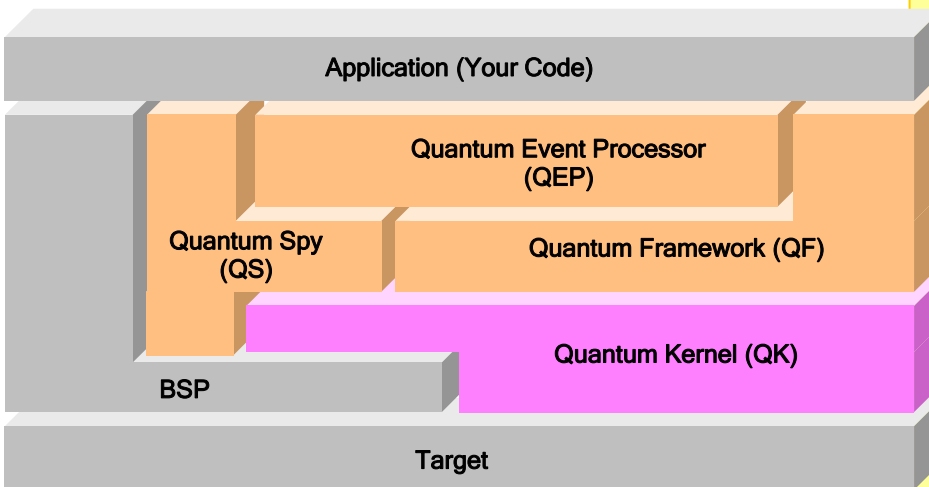 Application (Your Code)
Quantum Event Processor
(QEP)
Quantum Spy
(QS)
Quantum Framework (QF)
Quantum Kernel (QK)
BSP
Target